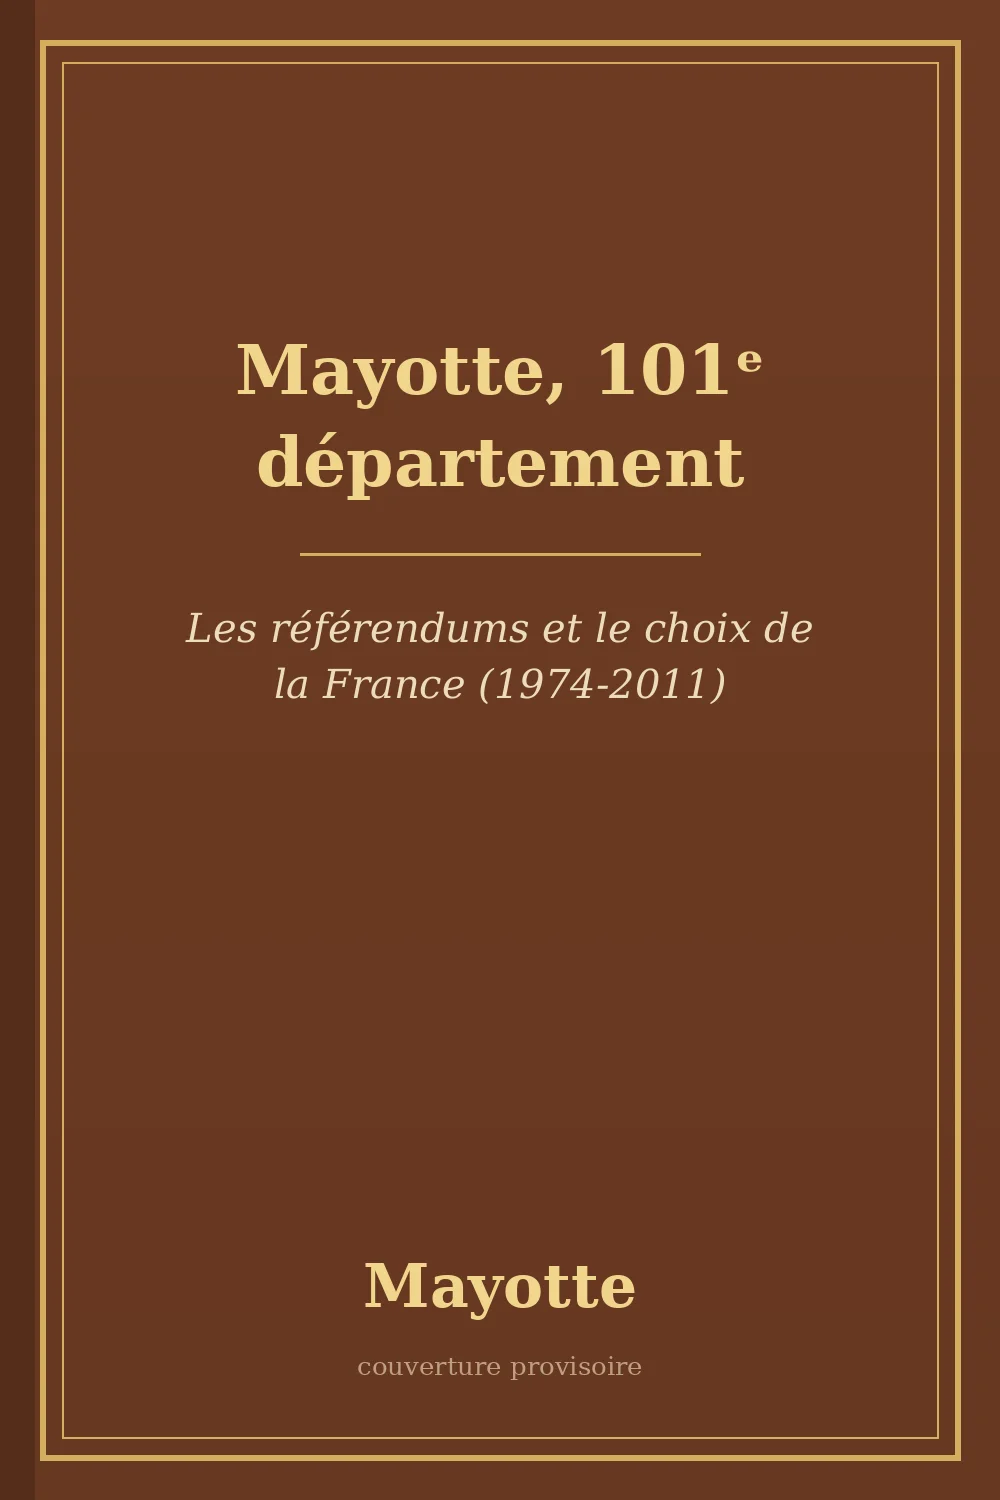 Mayotte, 101ᵉ
département
Les référendums et le choix de
la France (1974-2011)
Mayotte
couverture provisoire